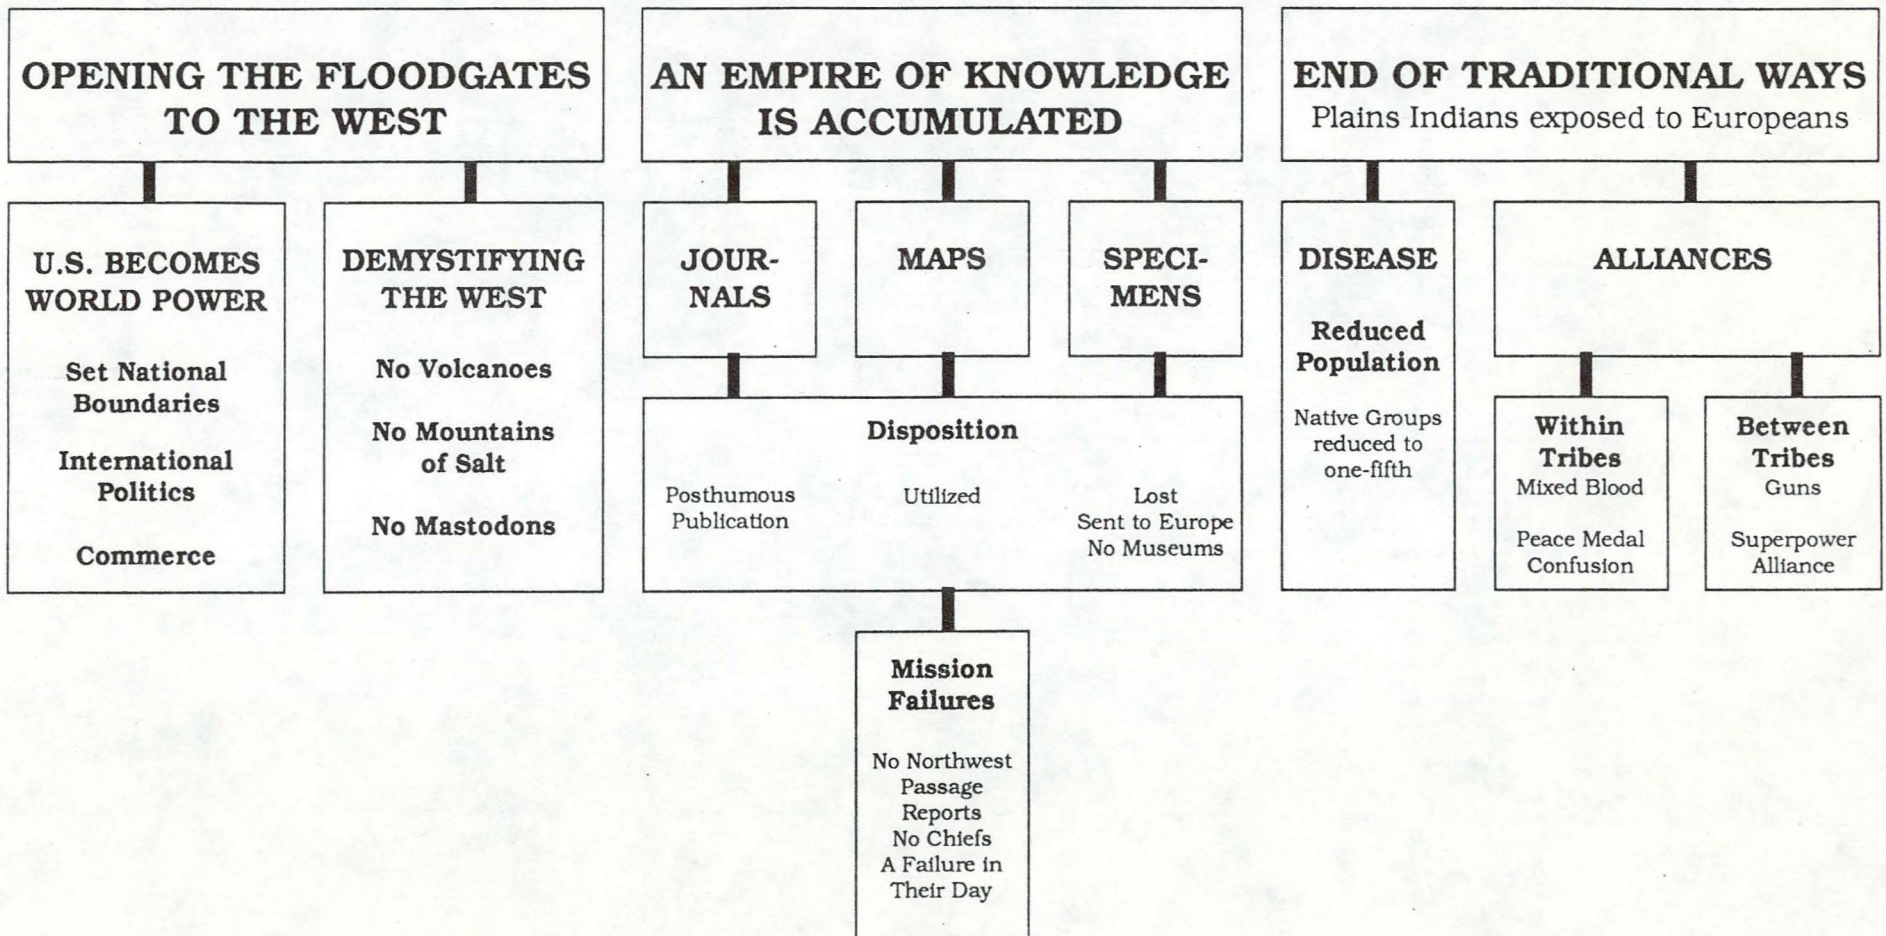 OPENING THE FLOODGATES
TO THE WEST
U.S. BECOMES
WORLD POWER
Set National
Boundaries
International
Politics
Commerce
DEMYSTIFYING
THE WEST
No Volcanoes
No Mountains
of Salt
No Mastodons
AN EMPIRE OF KNOWLEDGE
IS ACCUMULATED
JOUR-
NALS
MAPS
SPECI-
MENS
Disposition
Posthumous
Publication
Utilized
Lost
Sent to Europe
No Museums
Mission
Failures
No Northwest
Passage
Reports
No Chiefs
A Failure in
Their Day
END OF TRADITIONAL WAYS
Plains Indians exposed to Europeans
DISEASE
Reduced
Population
Native Groups
reduced to
one-fifth
ALLIANCES
Within
Tribes
Mixed Blood
Peace Medal
Confusion
Between
Tribes
Guns
Superpower
Alliance